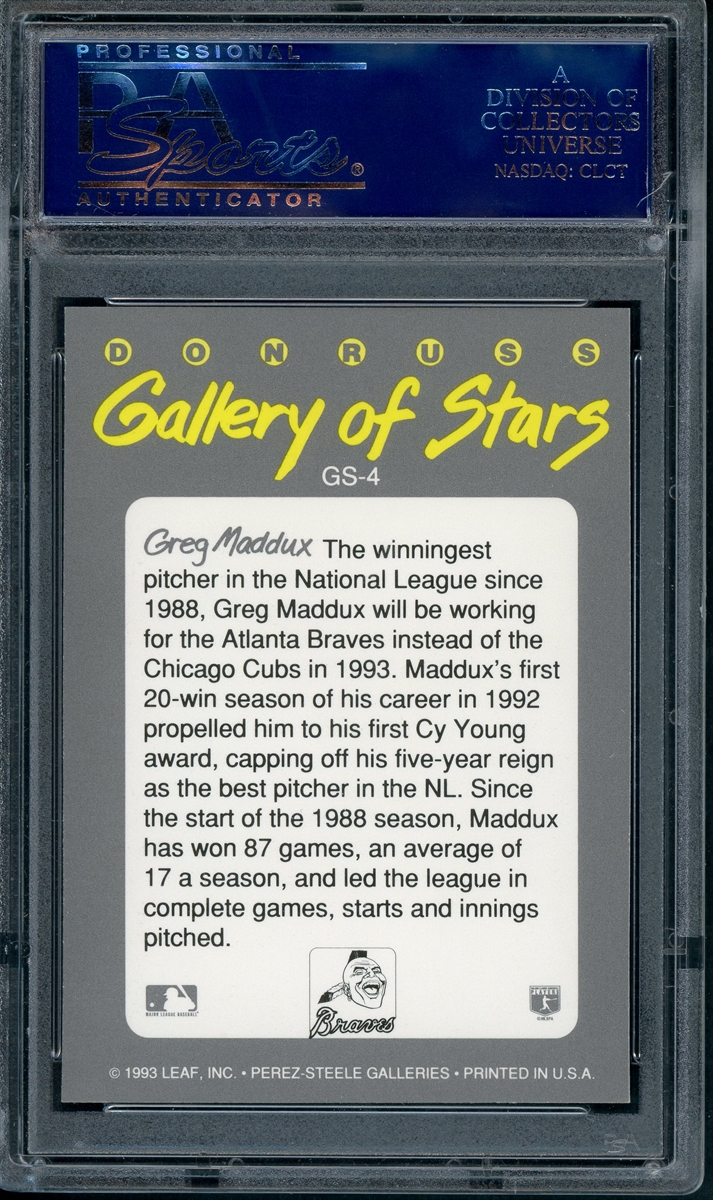 PROFESSIONAL
PSA
Sports®
AUTHENTICATOR
A
DIVISION OF
COLLECTORS
UNIVERSE
NASDAQ: CLCT
DONRUSS
Gallery of Stars
GS-4
Greg Maddux The winningest
pitcher in the National League since
1988, Greg Maddux will be working
for the Atlanta Braves instead of the
Chicago Cubs in 1993. Maddux's first
20-win season of his career in 1992
propelled him to his first Cy Young
award, capping off his five-year reign
as the best pitcher in the NL. Since
the start of the 1988 season, Maddux
has won 87 games, an average of
17 a season, and led the league in
complete games, starts and innings
pitched.
MAJOR LEAGUE BASEBALL
Braves
PLAYERS
© 1993 LEAF, INC. • PEREZ-STEELE GALLERIES • PRINTED IN U.S.A.
PSA